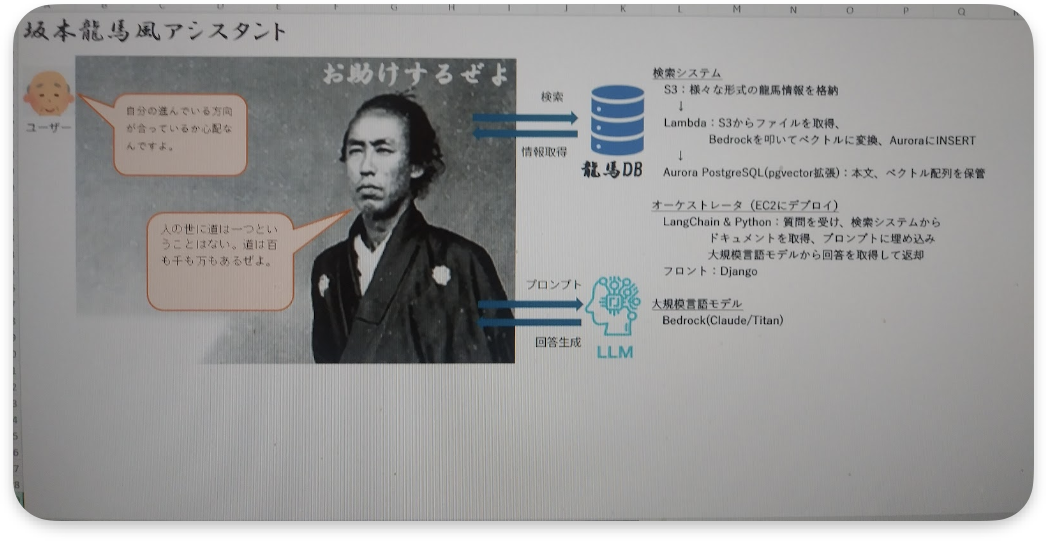 坂本龍馬風アシスタント
お助けするぜよ
ユーザー
自分の進んでいる方向
が合っているか心配な
んですよ。
人の世に道は一つとい
うことはない。道は百
も千も万もあるぜよ。
検索
情報取得
龍馬DB
プロンプト
回答生成
LLM
検索システム
S3：様々な形式の龍馬情報を格納
↓
Lambda：S3からファイルを取得、
Bedrockを叩いてベクトルに変換、AuroraにINSERT
↓
Aurora PostgreSQL(pgvector拡張)：本文、ベクトル配列を保管
オーケストレータ（EC2にデプロイ）
LangChain & Python：質問を受け、検索システムから
ドキュメントを取得、プロンプトに埋め込み
大規模言語モデルから回答を取得して返却
フロント：Django
大規模言語モデル
Bedrock(Claude/Titan)